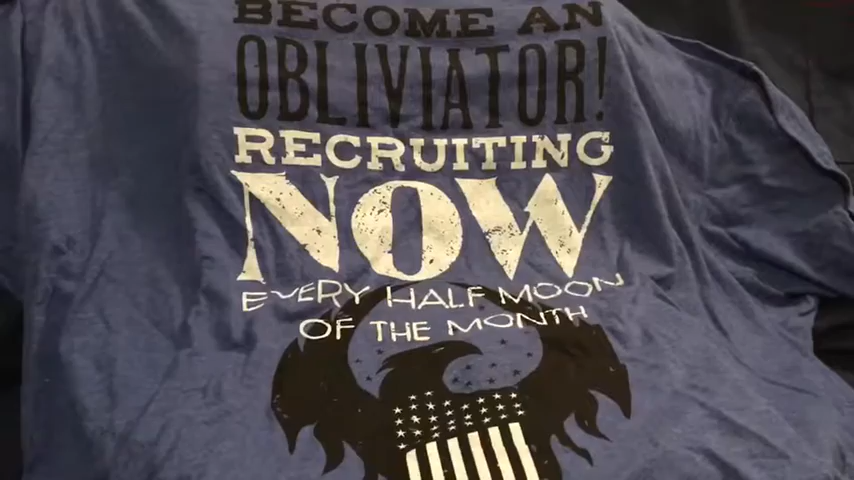 BECOME AN
OBLIVIATOR!
RECRUITING
NOW
EVERY HALF MOON
OF THE MONTH